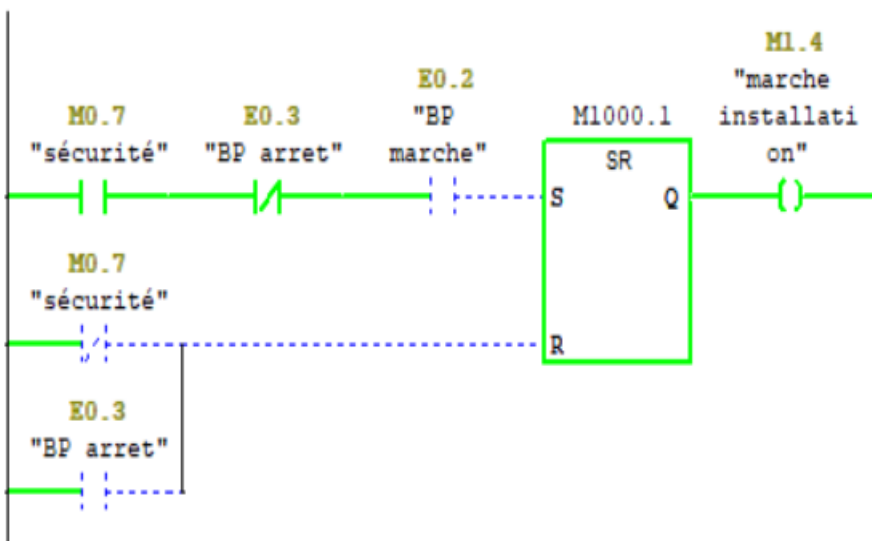 M1.4
E0.2
"marche
M0.7 E0.3 "BP M1000.1 installati
"sécurité" "BP arret" marche" SR on"
S Q
M0.7
"sécurité"
R
E0.3
"BP arret"